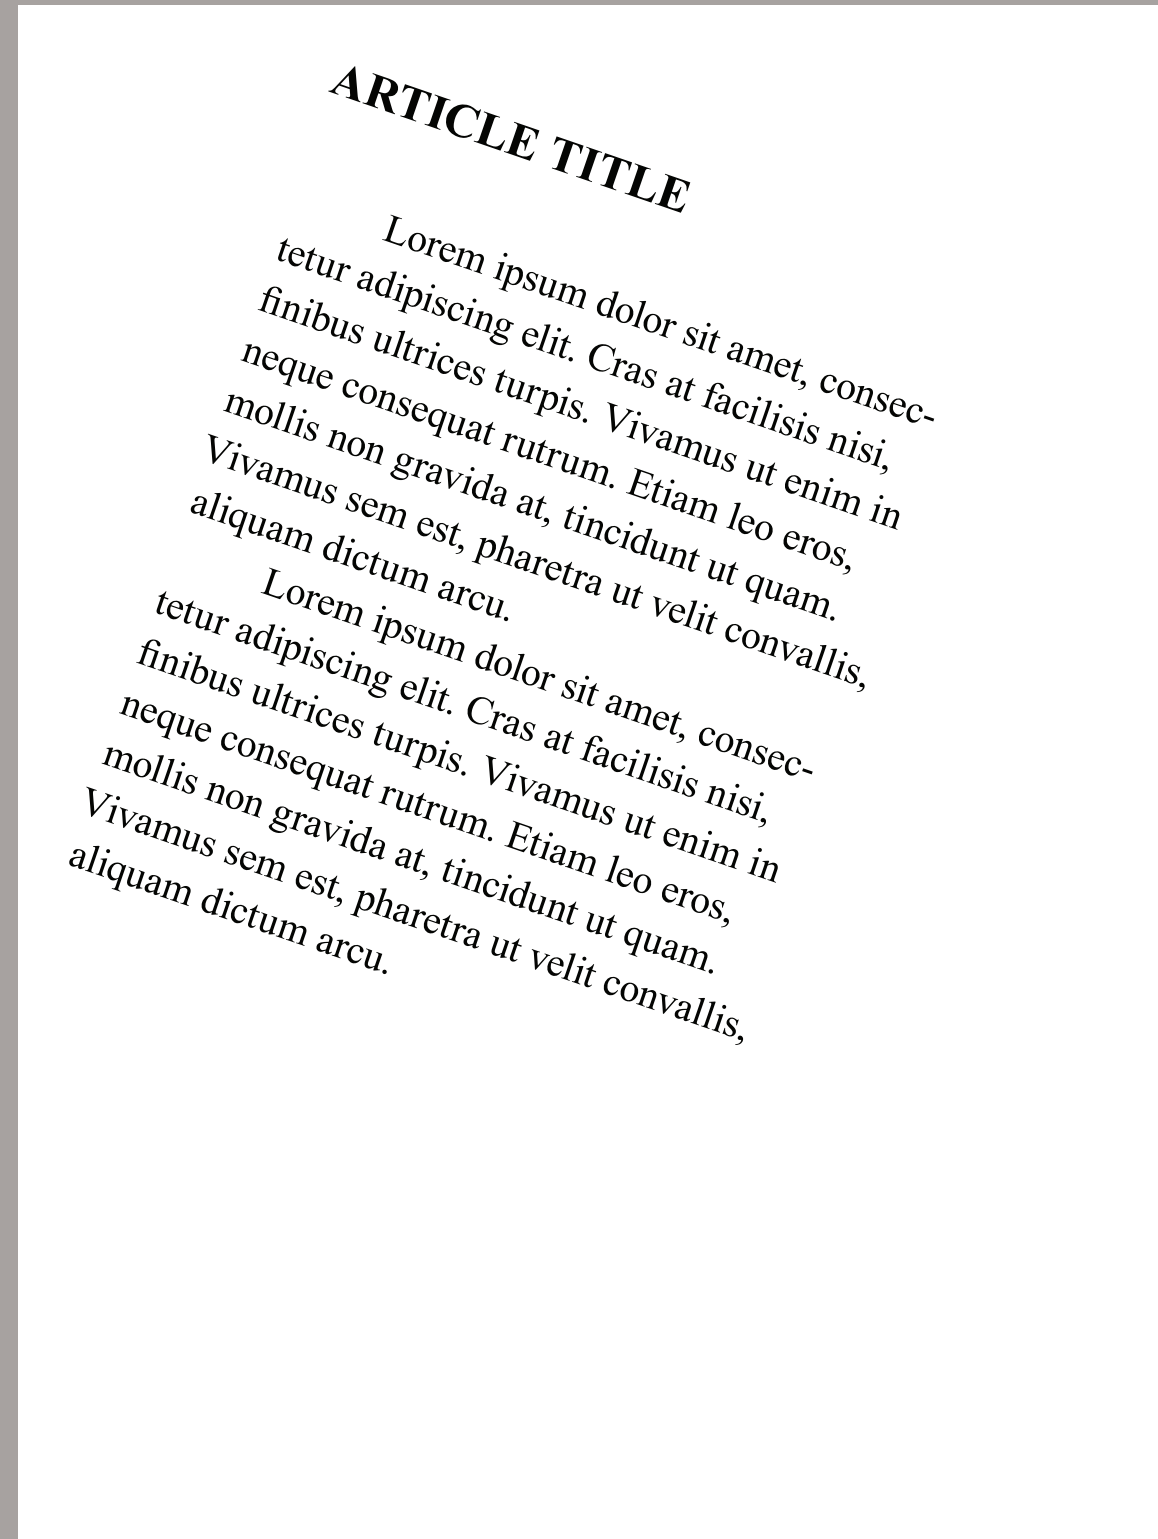 ARTICLE TITLE
Lorem ipsum dolor sit amet, consec-
tetur adipiscing elit. Cras at facilisis nisi,
finibus ultrices turpis. Vivamus ut enim in
neque consequat rutrum. Etiam leo eros,
mollis non gravida at, tincidunt ut quam.
Vivamus sem est, pharetra ut velit convallis,
aliquam dictum arcu.
Lorem ipsum dolor sit amet, consec-
tetur adipiscing elit. Cras at facilisis nisi,
finibus ultrices turpis. Vivamus ut enim in
neque consequat rutrum. Etiam leo eros,
mollis non gravida at, tincidunt ut quam.
Vivamus sem est, pharetra ut velit convallis,
aliquam dictum arcu.